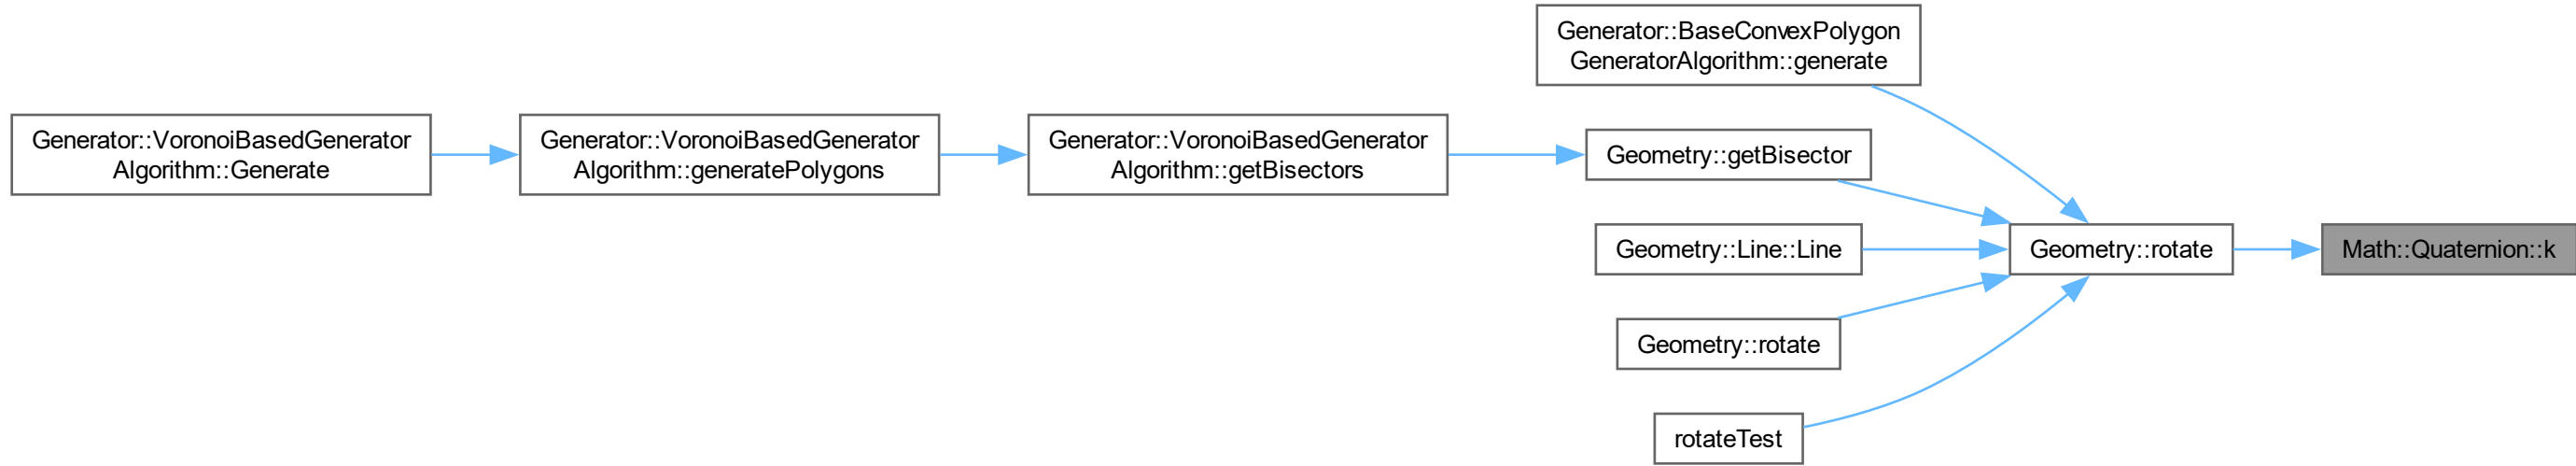 Generator::BaseConvexPolygon
GeneratorAlgorithm::generate
Generator::VoronoiBasedGenerator
Algorithm::Generate
Generator::VoronoiBasedGenerator
Algorithm::generatePolygons
Generator::VoronoiBasedGenerator
Algorithm::getBisectors
Geometry::getBisector
Geometry::Line::Line
Geometry::rotate
Math::Quaternion::k
Geometry::rotate
rotateTest